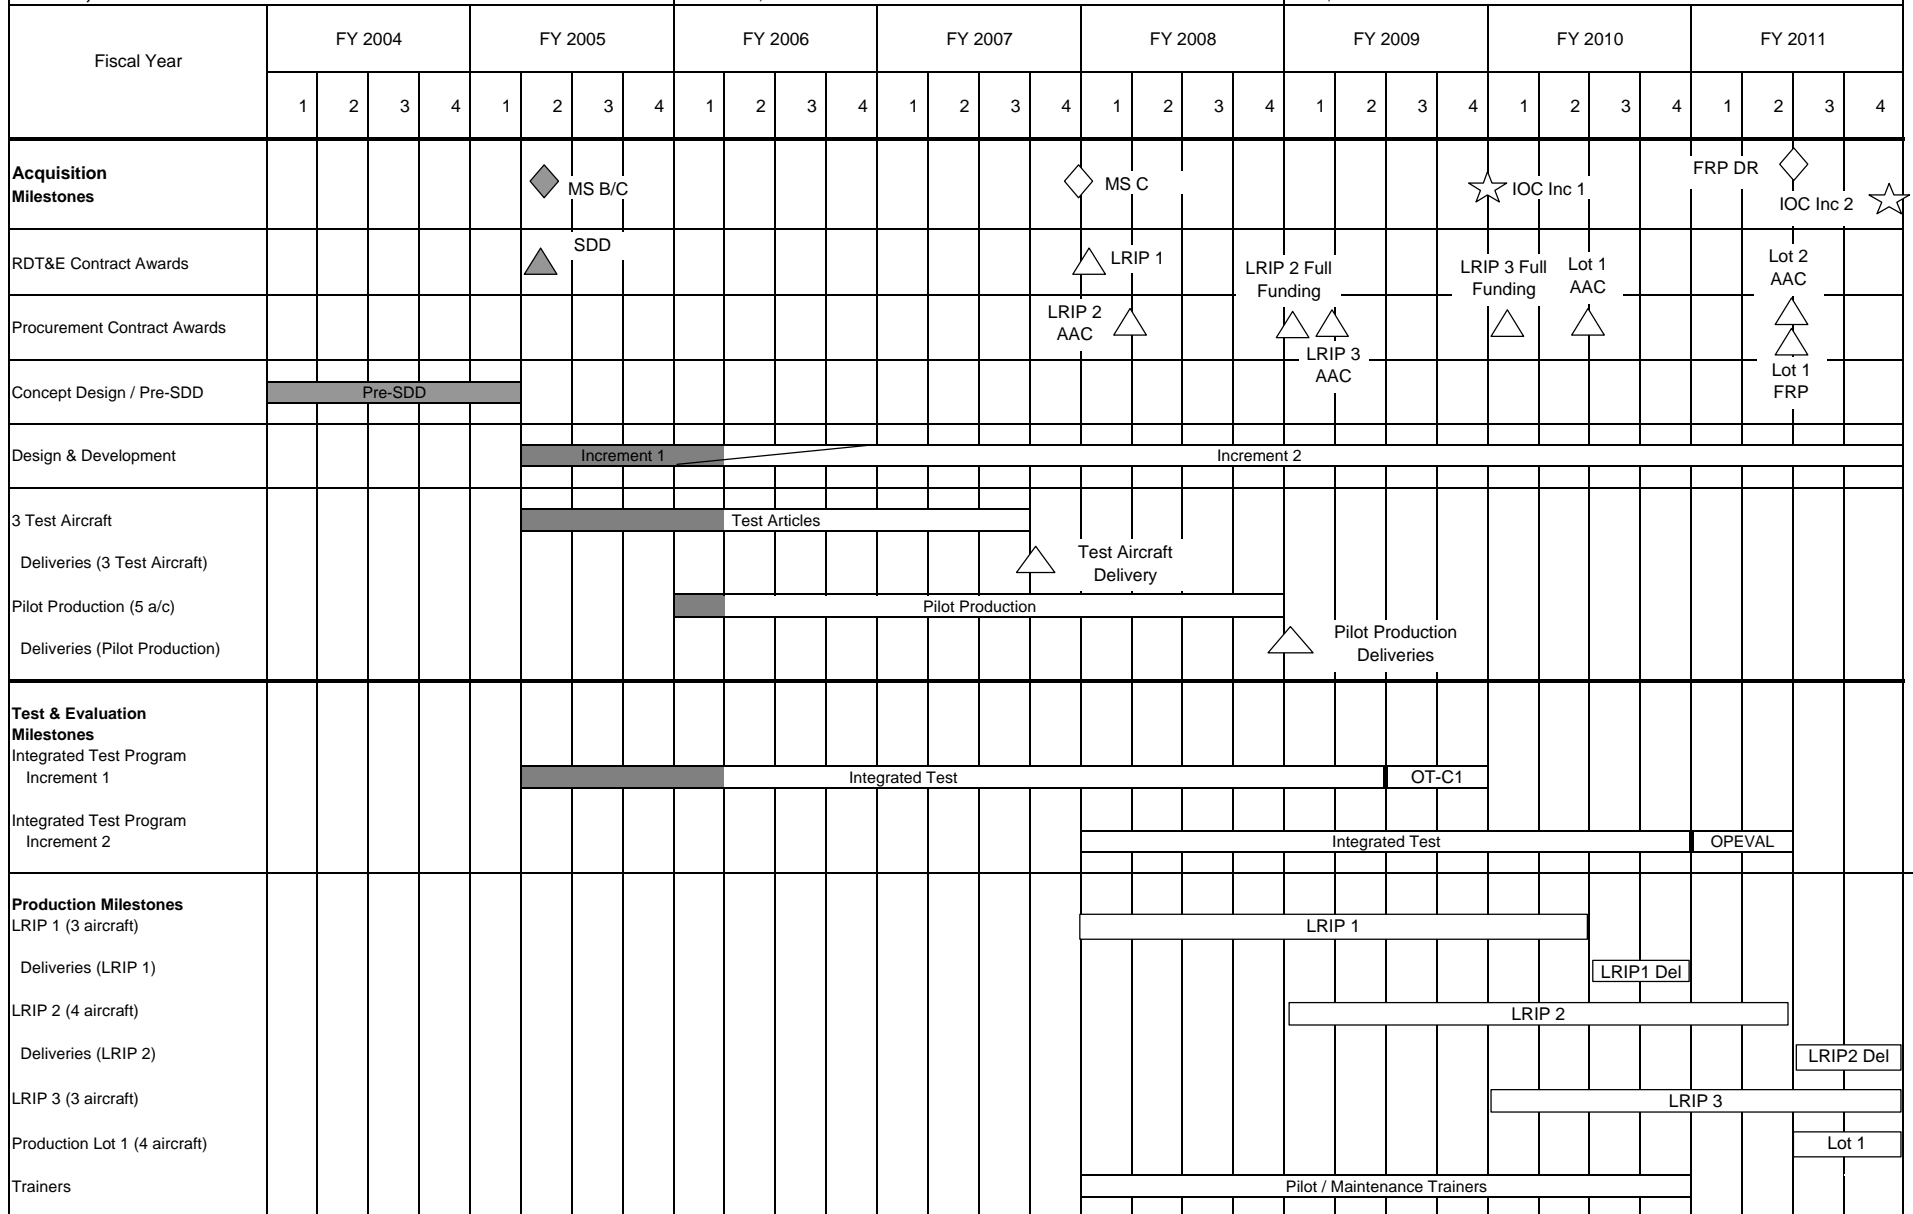 Fiscal Year
FY 2004 FY 2005 FY 2006 FY 2007 FY 2008 FY 2009 FY 2010 FY 2011
1 2 3 4 1 2 3 4 1 2 3 4 1 2 3 4 1 2 3 4 1 2 3 4 1 2 3 4 1 2 3 4
Acquisition
Milestones
MS B/C
MS C
IOC Inc 1
FRP DR
IOC Inc 2
RDT&E Contract Awards
SDD
LRIP 1
LRIP 2 Full
Funding
LRIP 3 Full
Funding
Lot 1
AAC
Lot 2
AAC
Procurement Contract Awards
LRIP 2
AAC
LRIP 3
AAC
Lot 1
FRP
Concept Design / Pre-SDD
Pre-SDD
Design & Development
Increment 1
Increment 2
3 Test Aircraft
Test Articles
Deliveries (3 Test Aircraft)
Test Aircraft
Delivery
Pilot Production (5 a/c)
Pilot Production
Deliveries (Pilot Production)
Pilot Production
Deliveries
Test & Evaluation
Milestones
Integrated Test Program
Increment 1
Integrated Test
OT-C1
Integrated Test Program
Increment 2
Integrated Test
OPEVAL
Production Milestones
LRIP 1 (3 aircraft)
LRIP 1
Deliveries (LRIP 1)
LRIP1 Del
LRIP 2 (4 aircraft)
LRIP 2
Deliveries (LRIP 2)
LRIP2 Del
LRIP 3 (3 aircraft)
LRIP 3
Production Lot 1 (4 aircraft)
Lot 1
Trainers
Pilot / Maintenance Trainers